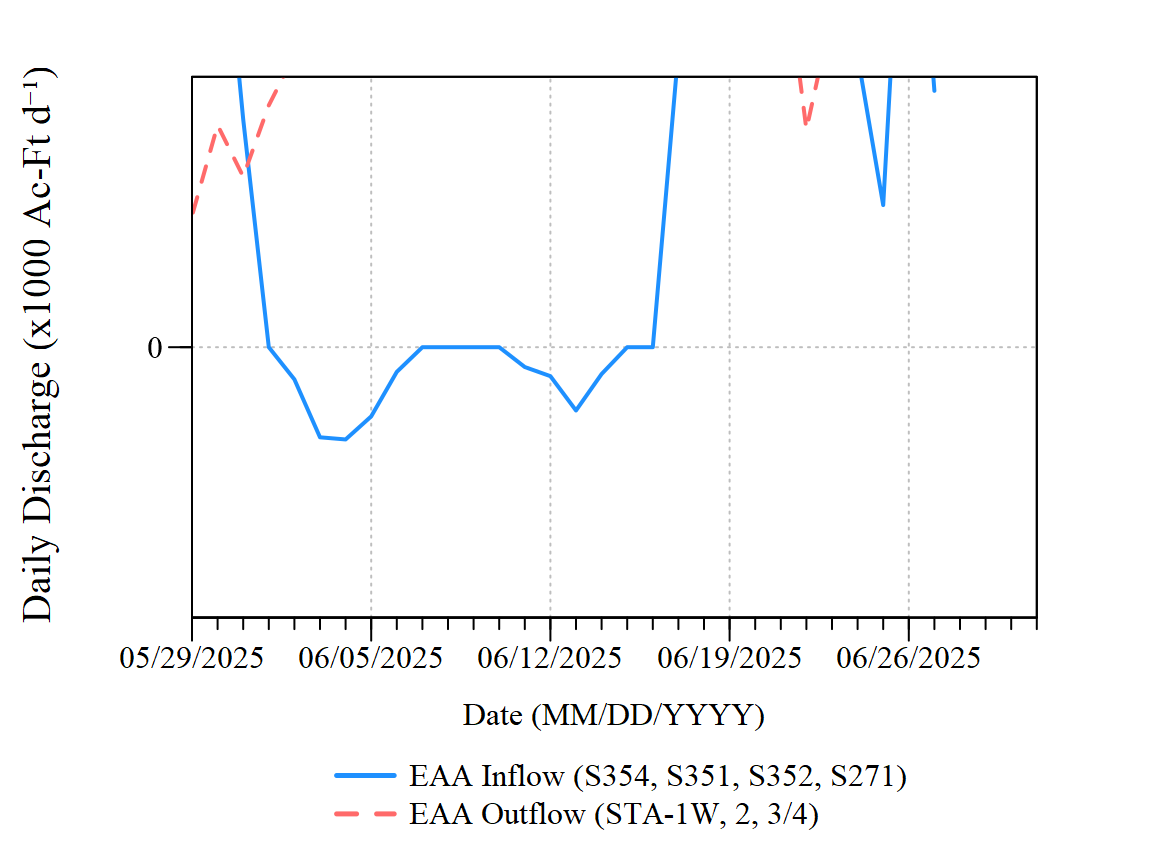 Daily Discharge (x1000 Ac-Ft d⁻¹)
0
05/29/2025 06/05/2025 06/12/2025 06/19/2025 06/26/2025
Date (MM/DD/YYYY)
EAA Inflow (S354, S351, S352, S271)
EAA Outflow (STA-1W, 2, 3/4)